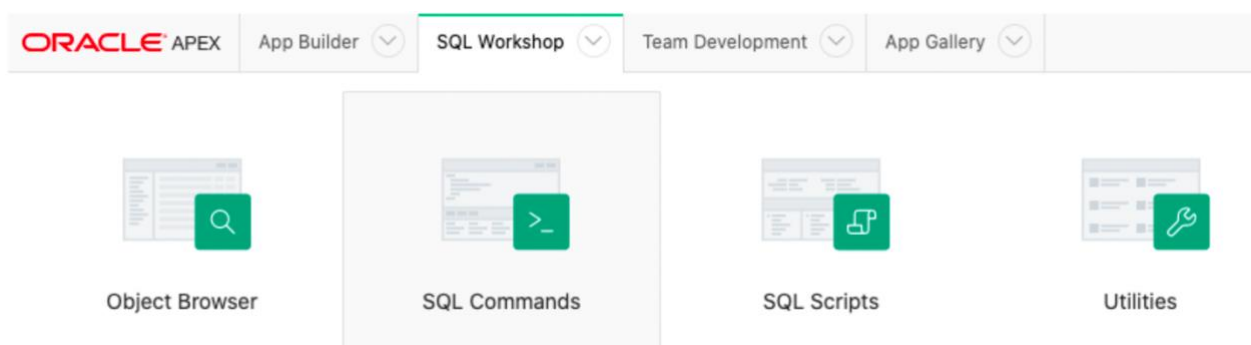 ORACLE APEX App Builder SQL Workshop Team Development App Gallery
Object Browser SQL Commands SQL Scripts Utilities